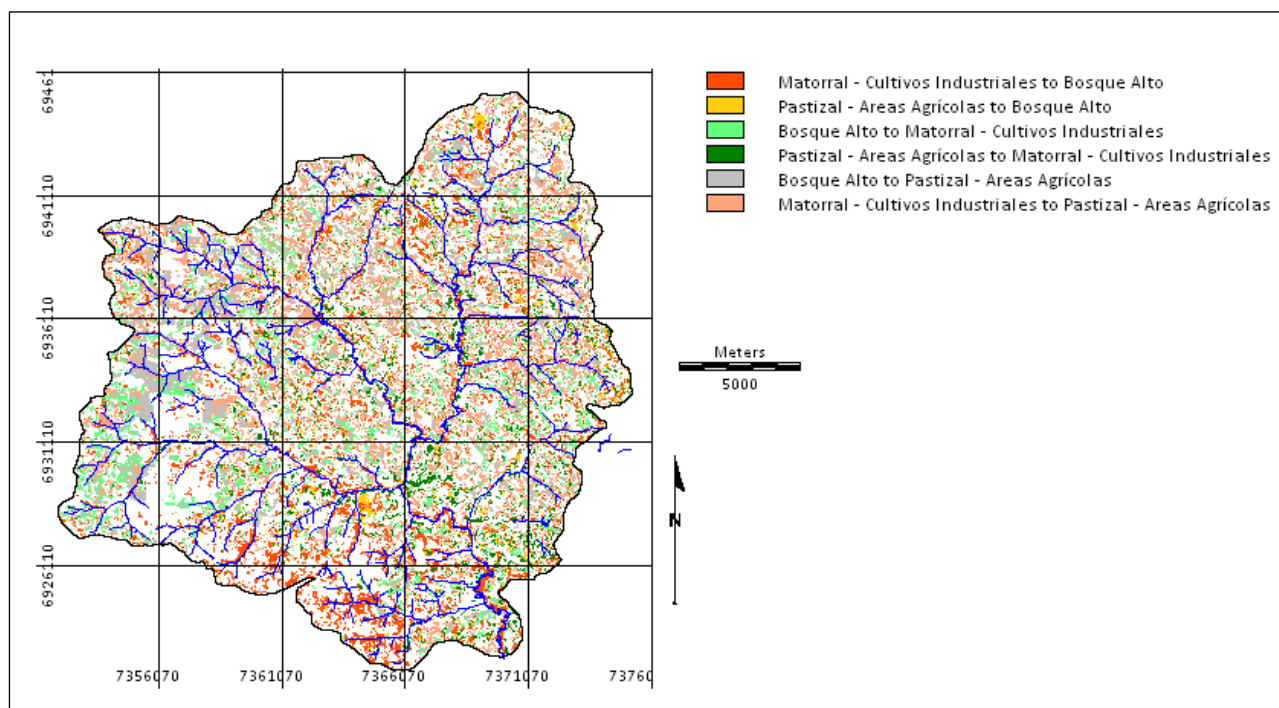 69461
6941110
6936110
6931110
6926110
7356070
7361070
7366070
7371070
73760
Matorral - Cultivos Industriales to Bosque Alto
Pastizal - Areas Agrícolas to Bosque Alto
Bosque Alto to Matorral - Cultivos Industriales
Pastizal - Areas Agrícolas to Matorral - Cultivos Industriales
Bosque Alto to Pastizal - Areas Agrícolas
Matorral - Cultivos Industriales to Pastizal - Areas Agrícolas
Meters
5000
N